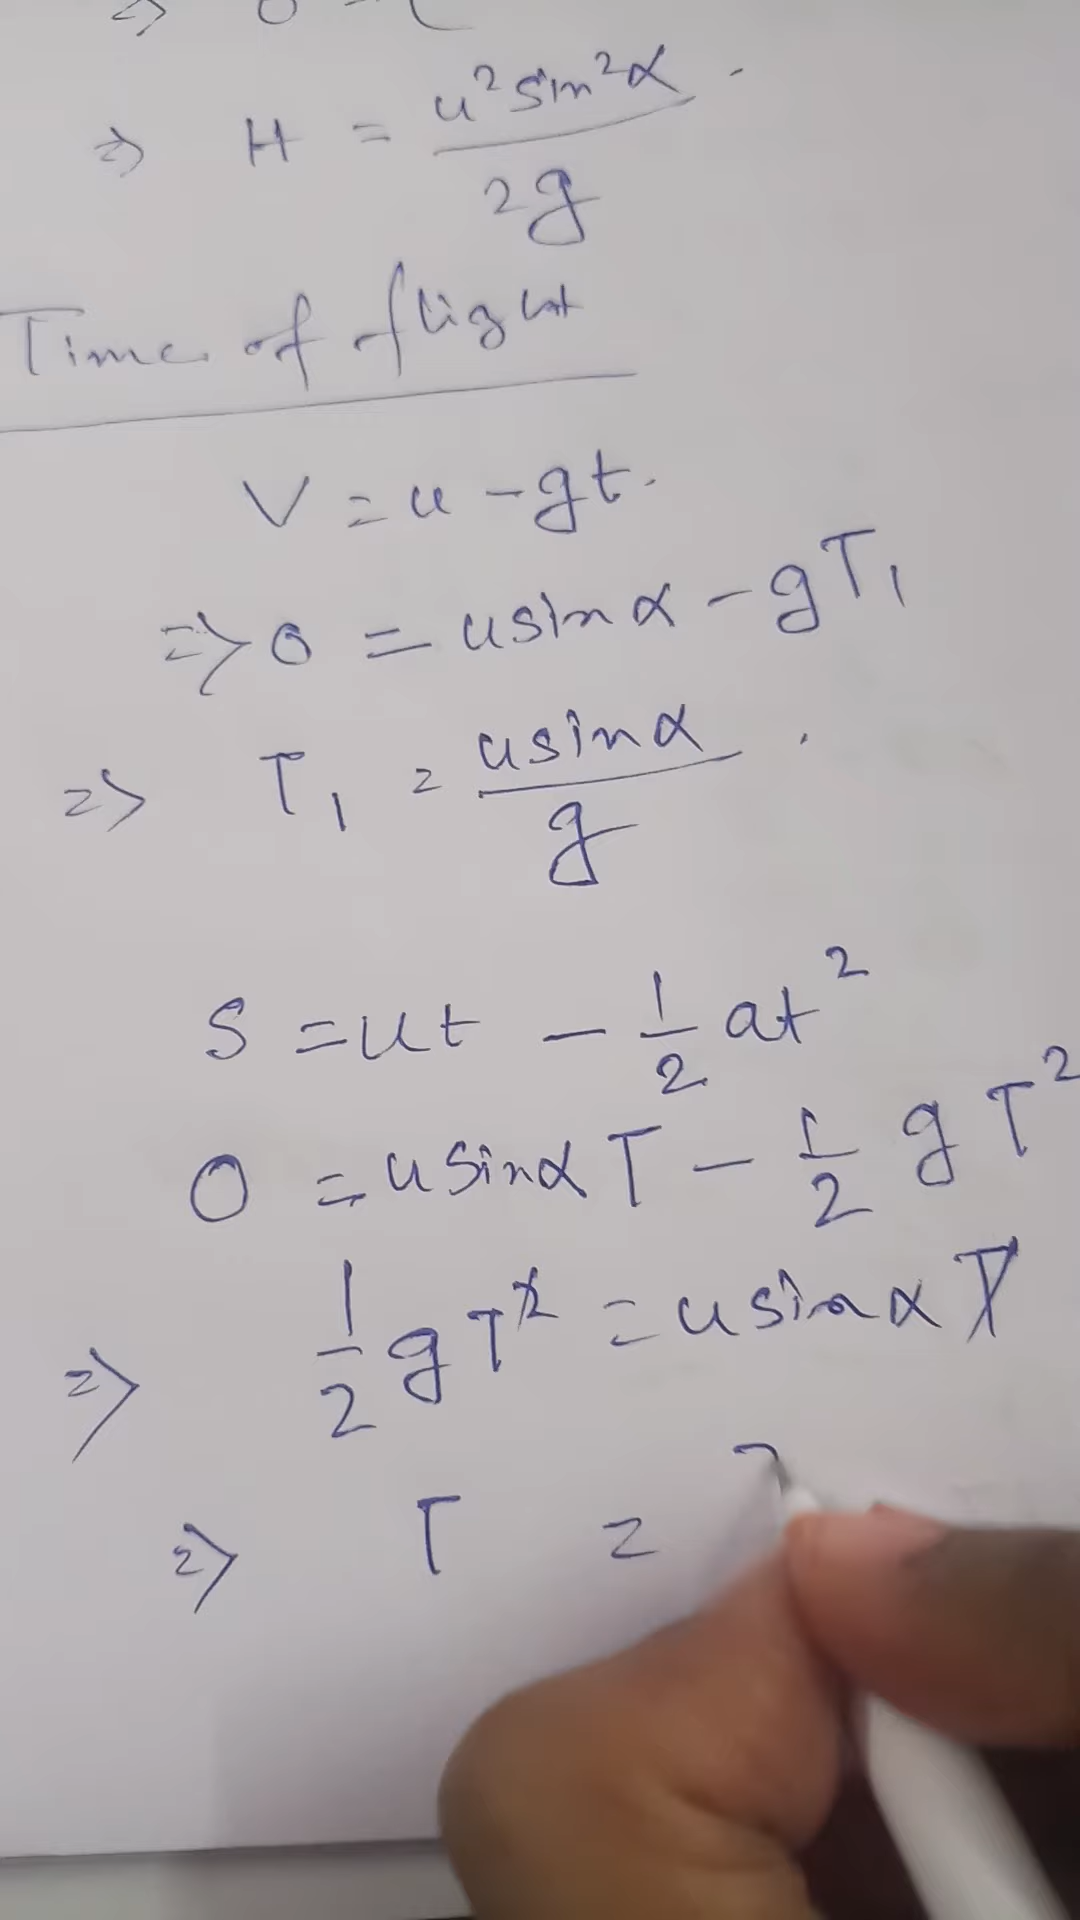 ⇒ H = u² sin²α / 2g .
Time of flight
V = u - gt.
⇒ 0 = u sin α - g T₁
⇒ T₁ = u sin α / g .
S = ut - 1/2 at²
0 = u sin α T - 1/2 g T²
⇒ 1/2 g T² = u sin α T
⇒ T =